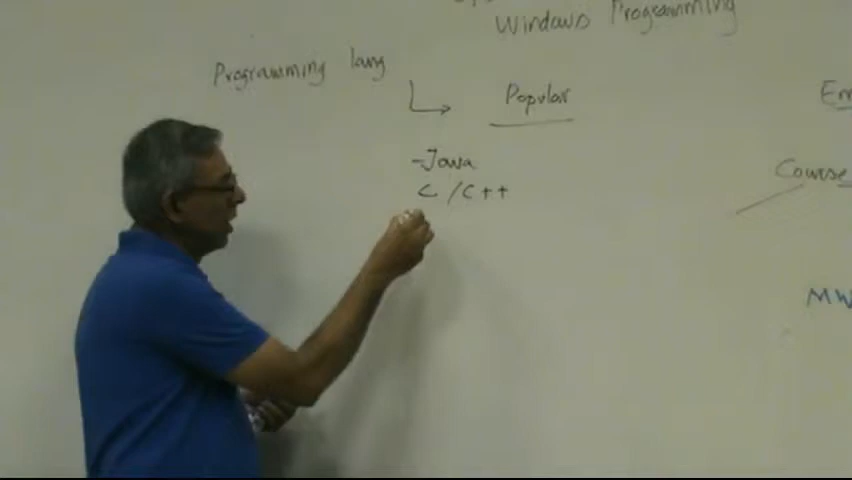 Windows Programming
Programming lang
Popular
-Java
C /C++
Course
MW